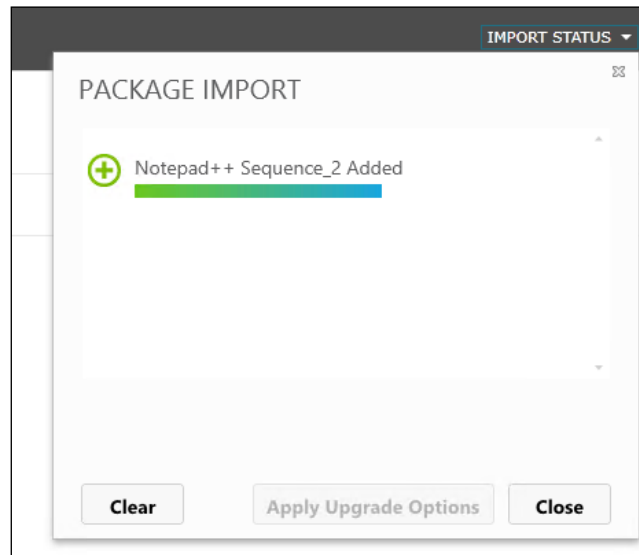 IMPORT STATUS
PACKAGE IMPORT
Notepad++ Sequence_2 Added
Clear
Apply Upgrade Options
Close